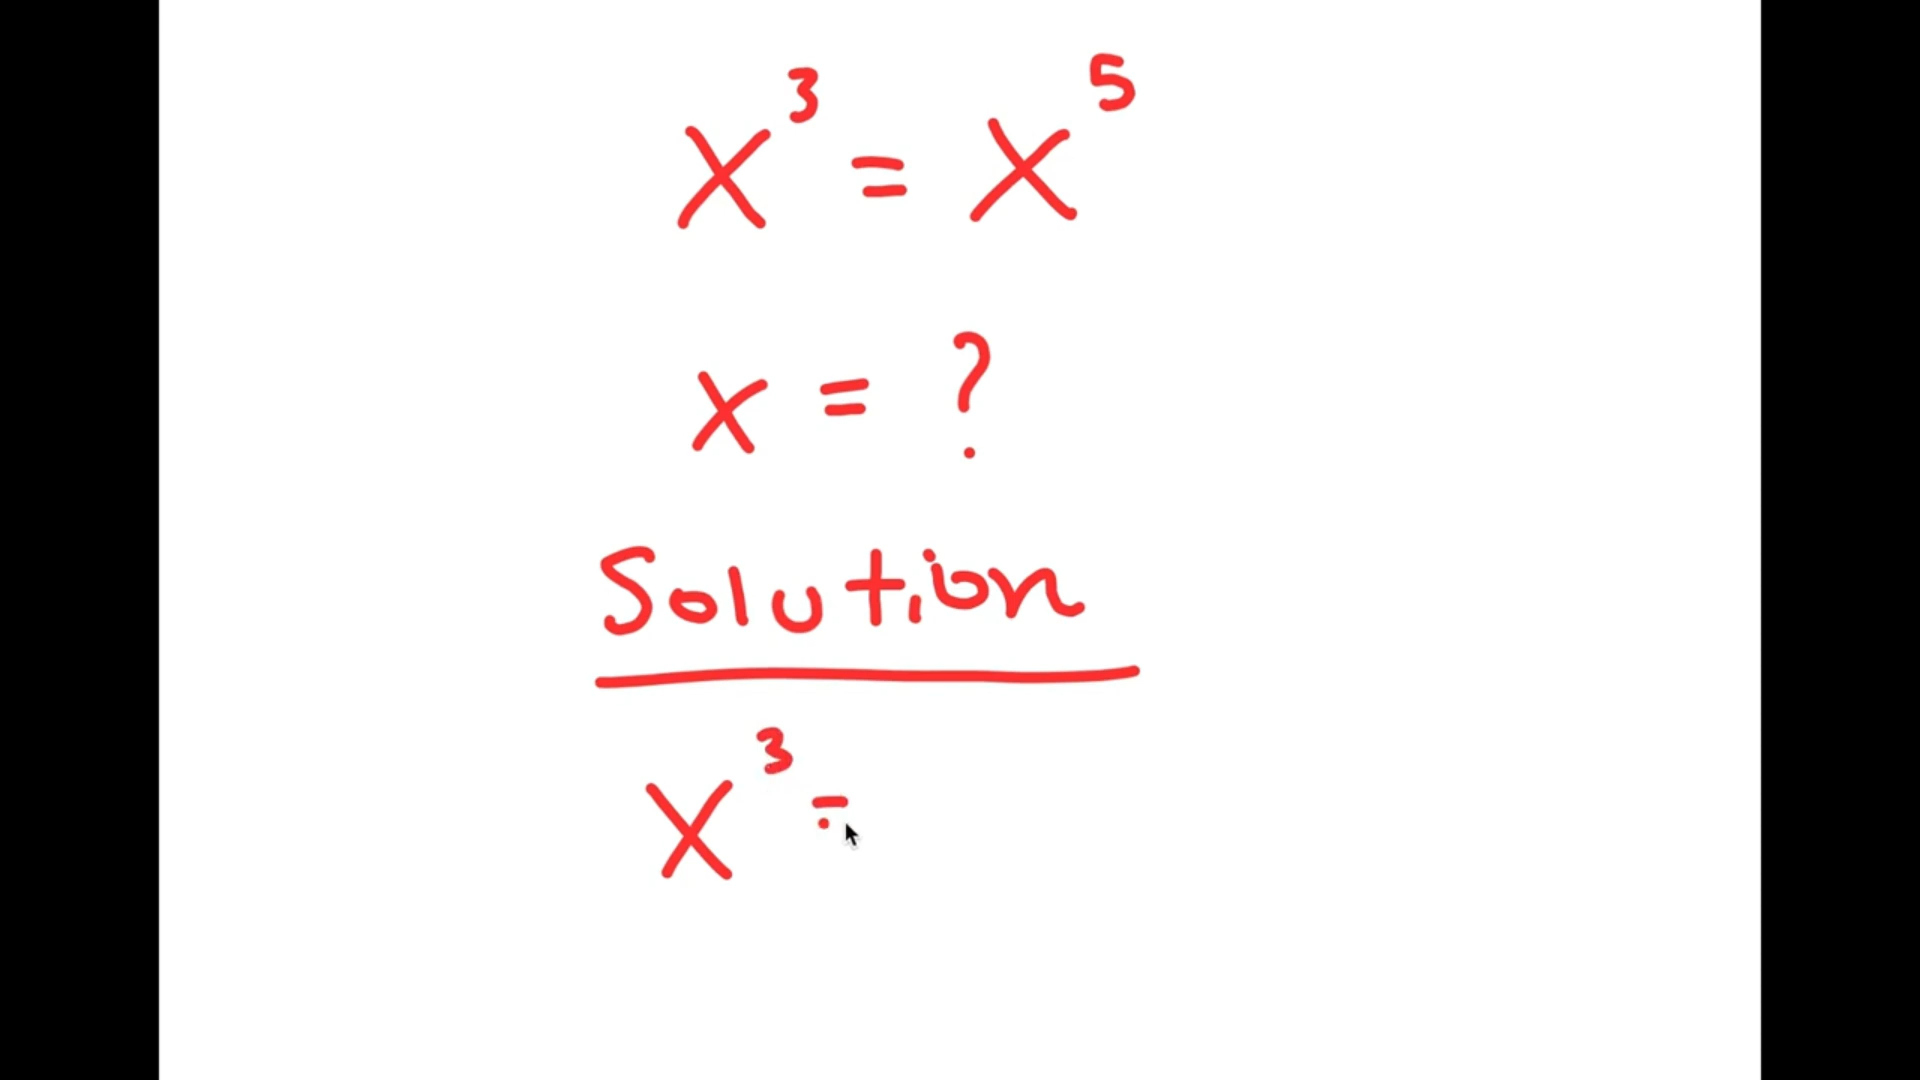 x³ = x⁵
x = ?
Solution
x³ =